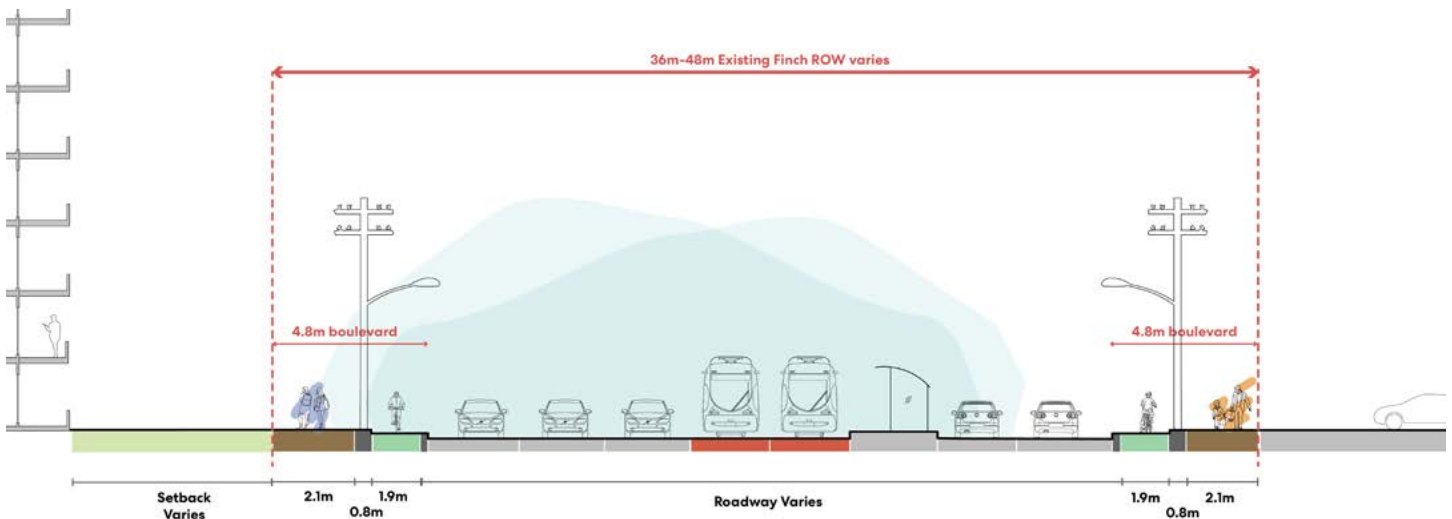 36m-48m Existing Finch ROW varies
4.8m boulevard
4.8m boulevard
Setback
Varies
2.1m
0.8m
1.9m
Roadway Varies
1.9m
0.8m
2.1m